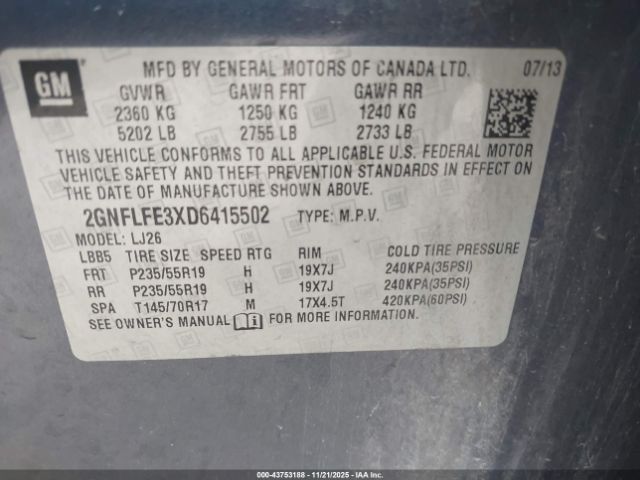 GM
MFD BY GENERAL MOTORS OF CANADA LTD. 07/13
GVWR GAWR FRT GAWR RR
2360 KG 1250 KG 1240 KG
5202 LB 2755 LB 2733 LB
THIS VEHICLE CONFORMS TO ALL APPLICABLE U.S. FEDERAL MOTOR
VEHICLE SAFETY AND THEFT PREVENTION STANDARDS IN EFFECT ON
THE DATE OF MANUFACTURE SHOWN ABOVE.
2GNFLFE3XD6415502 TYPE: M.P.V.
MODEL: LJ26
LBB5 TIRE SIZE SPEED RTG RIM COLD TIRE PRESSURE
FRT P235/55R19 H 19X7J 240KPA(35PSI)
RR P235/55R19 H 19X7J 240KPA(35PSI)
SPA T145/70R17 M 17X4.5T 420KPA(60PSI)
SEE OWNER'S MANUAL FOR MORE INFORMATION.
000-43753188 - 11/21/2025 - IAAI.COM